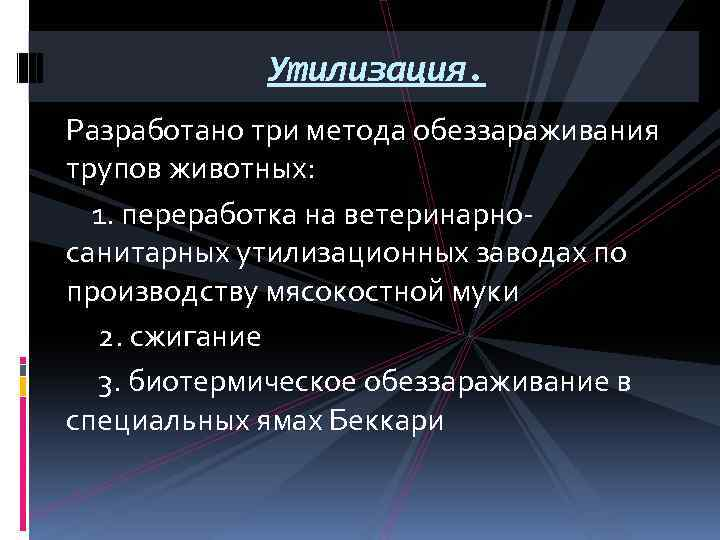 Утилизация.
Разработано три метода обеззараживания
трупов животных:
1. переработка на ветеринарно-
санитарных утилизационных заводах по
производству мясокостной муки
2. сжигание
3. биотермическое обеззараживание в
специальных ямах Беккари